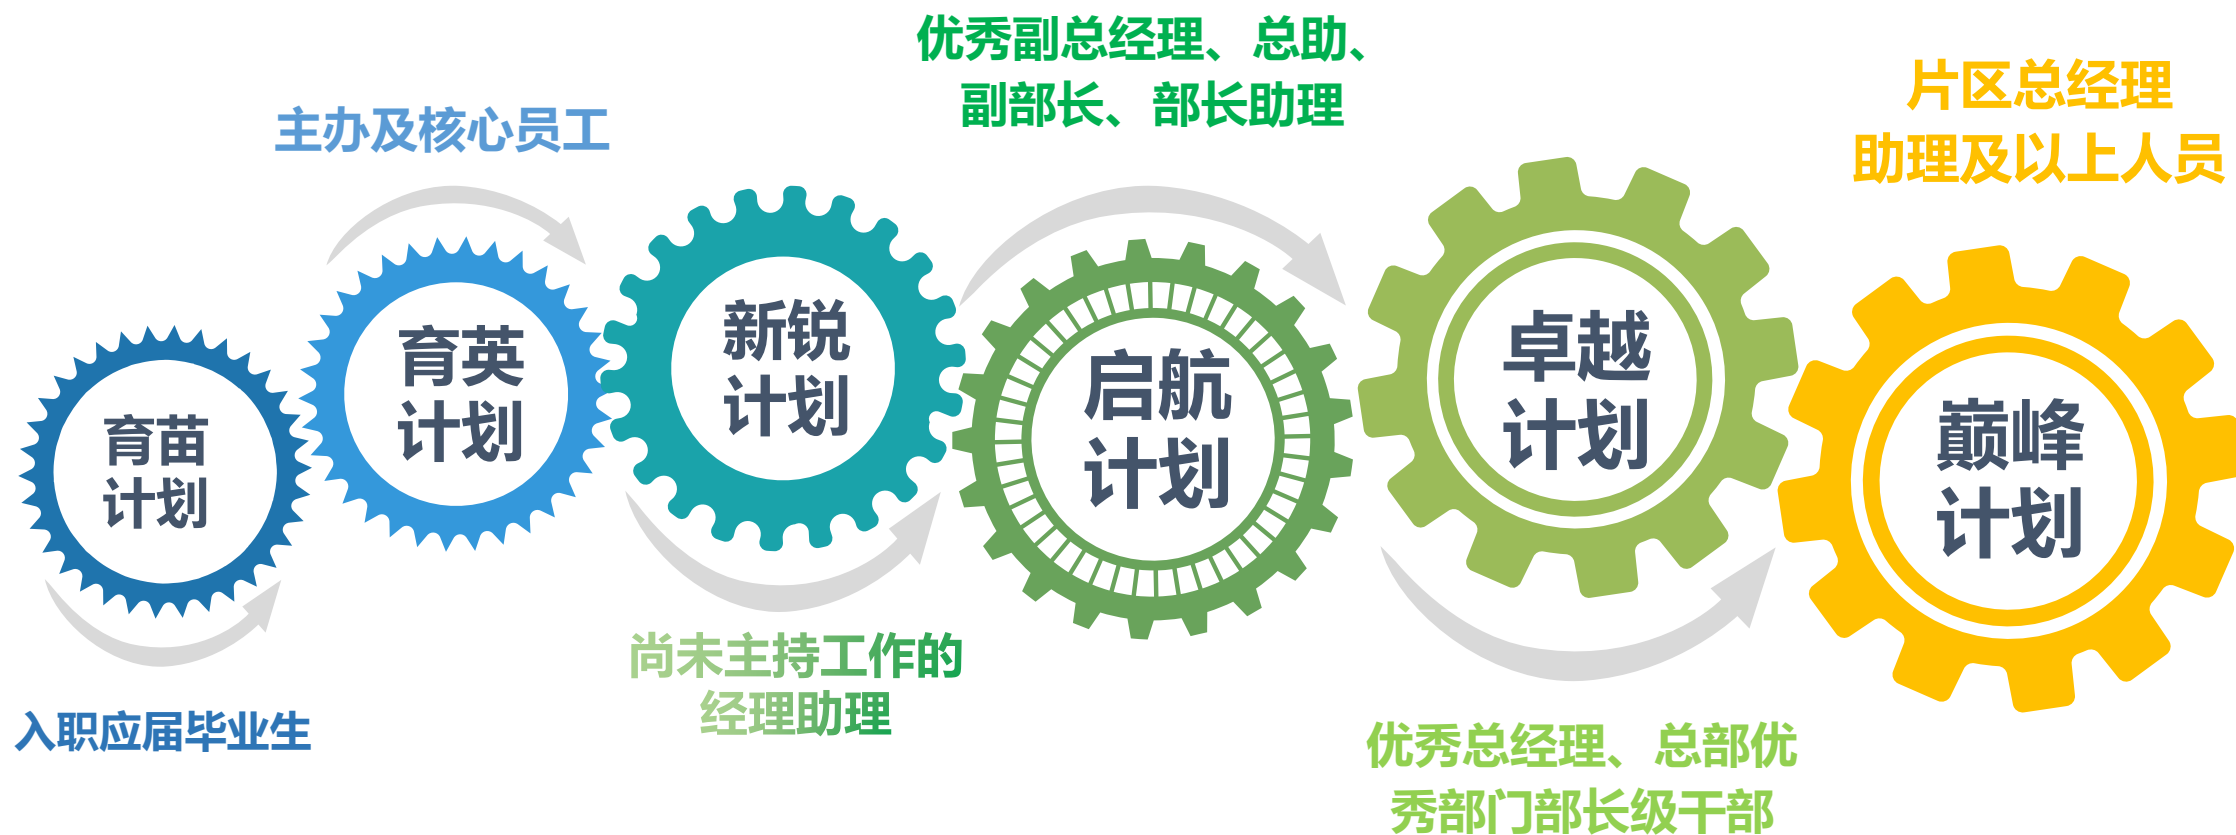 入职应届毕业生
育苗
计划
主办及核心员工
育英
计划
新锐
计划
尚未主持工作的
经理助理
优秀副总经理、总助、
副部长、部长助理
启航
计划
卓越
计划
优秀总经理、总部优
秀部门部长级干部
片区总经理
助理及以上人员
巅峰
计划